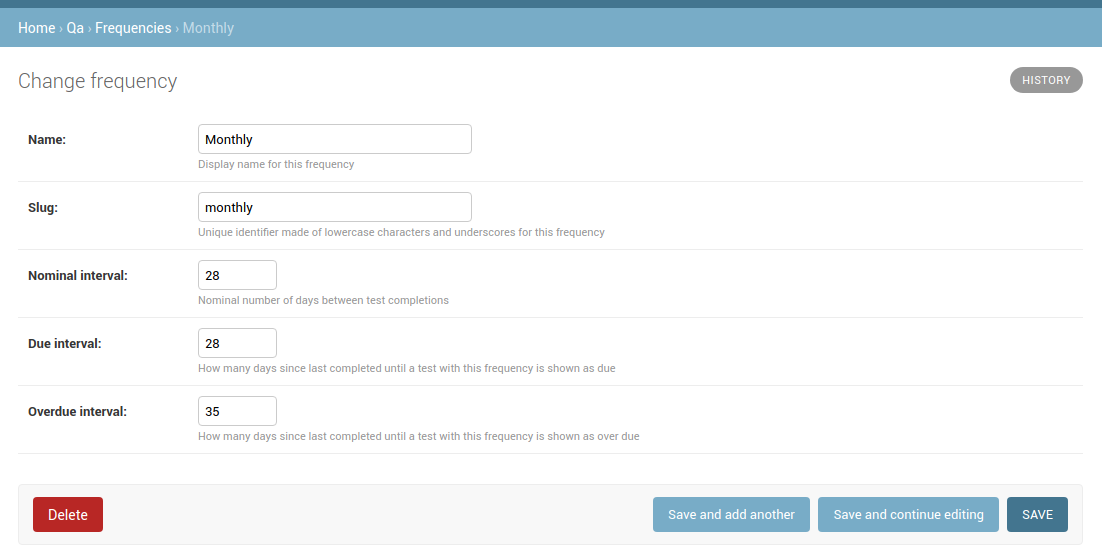 Home › Qa › Frequencies › Monthly
Change frequency
HISTORY
Name:
Monthly
Display name for this frequency
Slug:
monthly
Unique identifier made of lowercase characters and underscores for this frequency
Nominal interval:
28
Nominal number of days between test completions
Due interval:
28
How many days since last completed until a test with this frequency is shown as due
Overdue interval:
35
How many days since last completed until a test with this frequency is shown as over due
Delete
Save and add another
Save and continue editing
SAVE